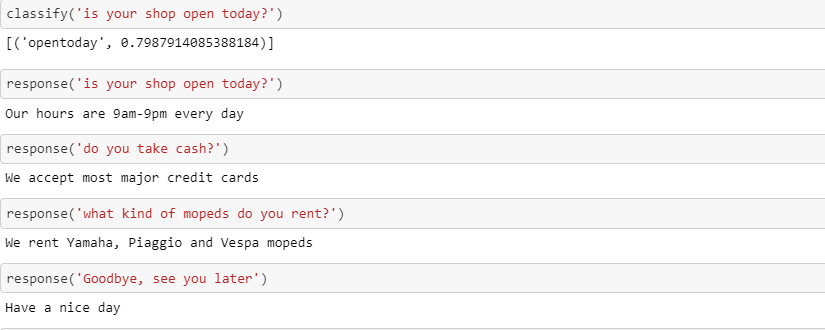 classify('is your shop open today?')
[('opentoday', 0.7987914085388184)]
response('is your shop open today?')
Our hours are 9am-9pm every day
response('do you take cash?')
We accept most major credit cards
response('what kind of mopeds do you rent?')
We rent Yamaha, Piaggio and Vespa mopeds
response('Goodbye, see you later')
Have a nice day